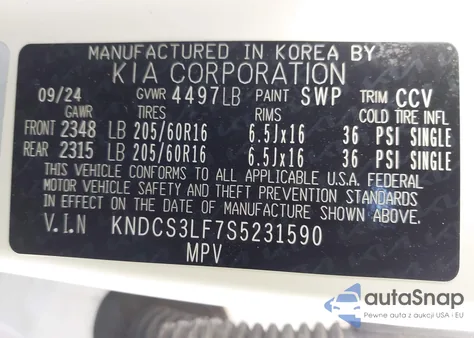 MANUFACTURED IN KOREA BY
KIA CORPORATION
09/24 GVWR 4497LB PAINT SWP TRIM CCV
GAWR TIRES RIMS COLD TIRE INFL
FRONT 2348 LB 205/60R16 6.5Jx16 36 PSI SINGLE
REAR 2315 LB 205/60R16 6.5Jx16 36 PSI SINGLE
THIS VEHICLE CONFORMS TO ALL APPLICABLE U.S.A. FEDERAL
MOTOR VEHICLE SAFETY AND THEFT PREVENTION STANDARDS
IN EFFECT ON THE DATE OF MANUFACTURE SHOWN ABOVE.
V.I.N KNDCS3LF7S5231590
MPV
autoSnap
Pewne auta z aukcji USA - EU